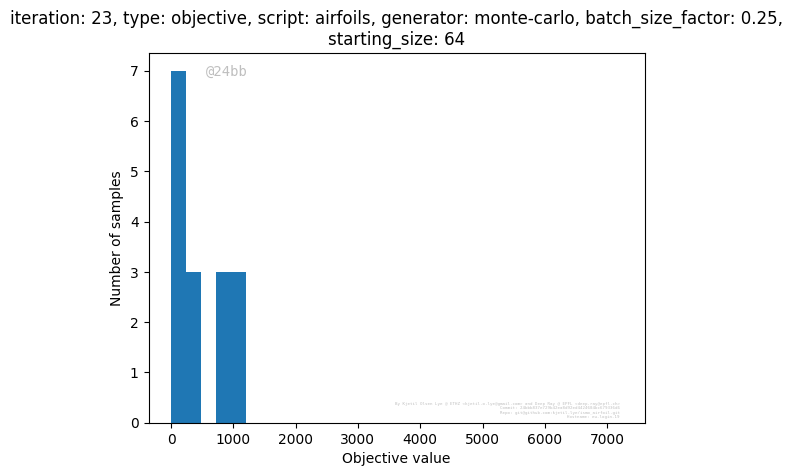 iteration: 23, type: objective, script: airfoils, generator: monte-carlo, batch_size_factor: 0.25,
starting_size: 64
@24bb
7
6
5
4
3
2
1
0
Number of samples
0 1000 2000 3000 4000 5000 6000 7000
Objective value